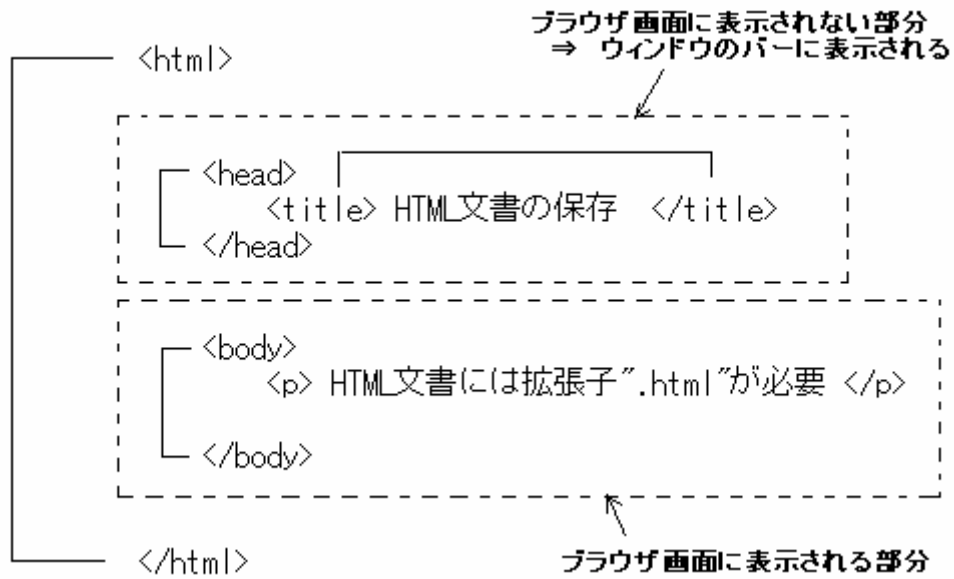 ブラウザ画面に表示されない部分
⇒ ウィンドウのバーに表示される
<html>
<head>
<title> HTML文書の保存 </title>
</head>
<body>
<p> HTML文書には拡張子”.html”が必要 </p>
</body>
</html>
ブラウザ画面に表示される部分